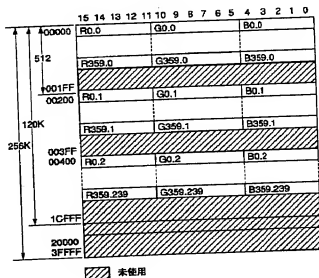 15 14 13 12 11 10 9 8 7 6 5 4 3 2 1 0
00000 R0.0 G0.0 B0.0
512
R359.0 G359.0 B359.0
001FF
00200 R0.1 G0.1 B0.1
120K
256K
R359.1 G359.1 B359.1
003FF
00400 R0.2 G0.2 B0.2
R359.239 G359.239 B359.239
1CFFF
20000
3FFFF
未使用